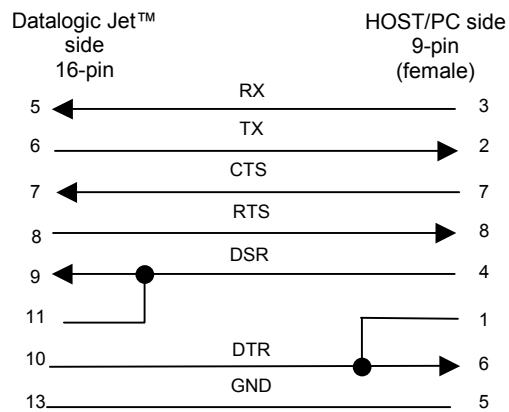 Datalogic Jet™ side 16-pin
HOST/PC side 9-pin (female)
5 RX 3
6 TX 2
7 CTS 7
8 RTS 8
9 DSR 4
11 1
10 DTR 6
13 GND 5